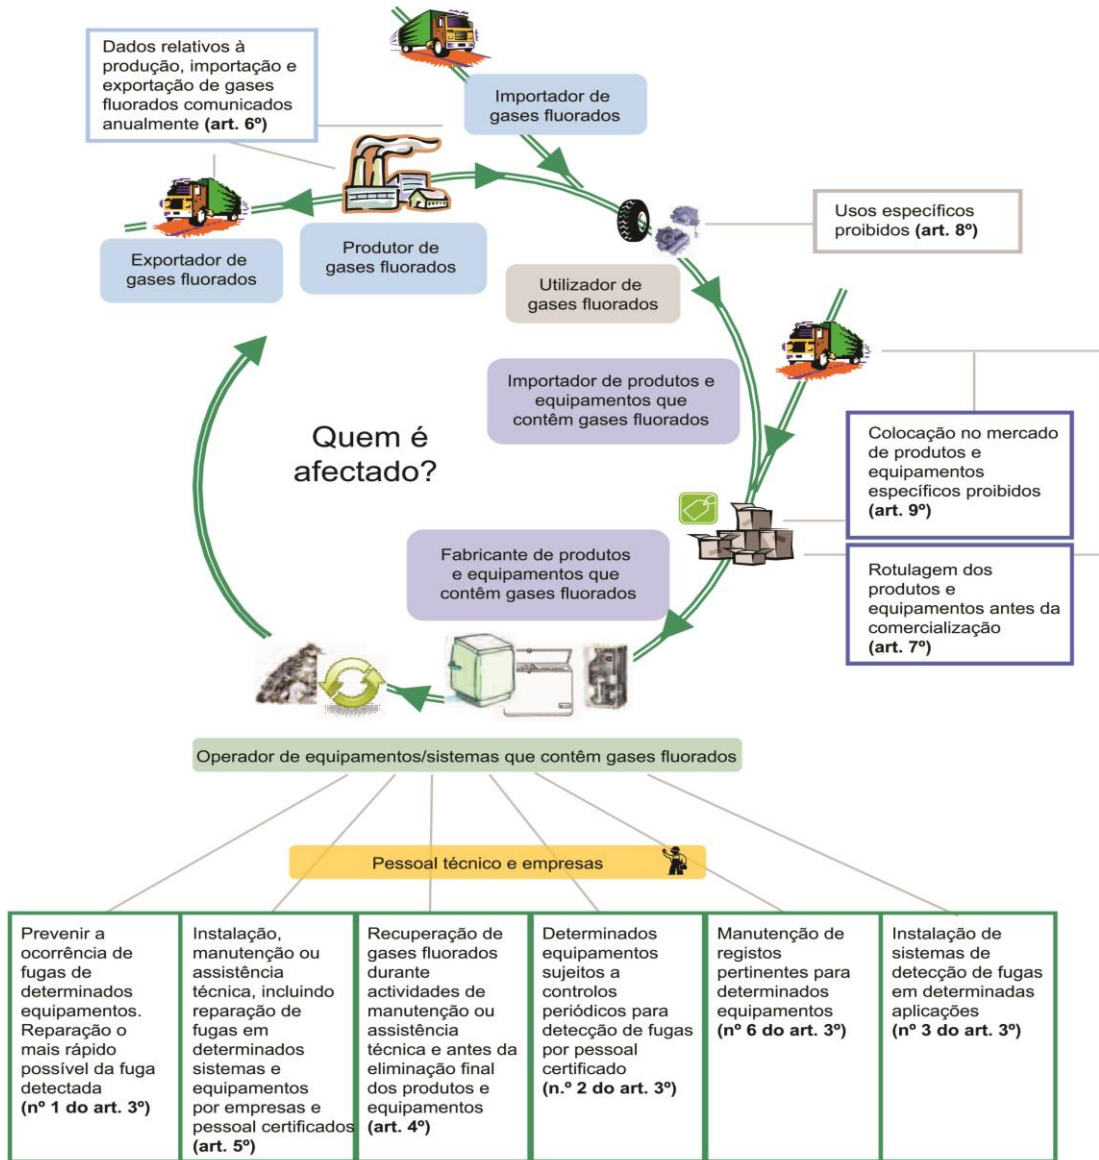 Dados relativos à
produção, importação e
exportação de gases
fluorados comunicados
anualmente (art. 6º)
Importador de
gases fluorados
Exportador de
gases fluorados
Produtor de
gases fluorados
Usos específicos
proibidos (art. 8º)
Utilizador de
gases fluorados
Importador de produtos e
equipamentos que
contêm gases fluorados
Quem é
afectado?
Colocação no mercado
de produtos e
equipamentos
específicos proibidos
(art. 9º)
Fabricante de produtos
e equipamentos que
contêm gases fluorados
Rotulagem dos
produtos e
equipamentos antes da
comercialização
(art. 7º)
Operador de equipamentos/sistemas que contêm gases fluorados
Pessoal técnico e empresas
Prevenir a
ocorrência de
fugas de
determinados
equipamentos.
Reparação o
mais rápido
possível da fuga
detectada
(nº 1 do art. 3º)
Instalação,
manutenção ou
assistência
técnica, incluindo
reparação de
fugas em
determinados
sistemas e
equipamentos
por empresas e
pessoal certificados
(art. 5º)
Recuperação de
gases fluorados
durante
actividades de
manutenção ou
assistência
técnica e antes da
eliminação final
dos produtos e
equipamentos
(art. 4º)
Determinados
equipamentos
sujeitos a
controlos
periódicos para
detecção de fugas
por pessoal
certificado
(n.º 2 do art. 3º)
Manutenção de
registos
pertinentes para
determinados
equipamentos
(nº 6 do art. 3º)
Instalação de
sistemas de
detecção de fugas
em determinadas
aplicações
(nº 3 do art. 3º)